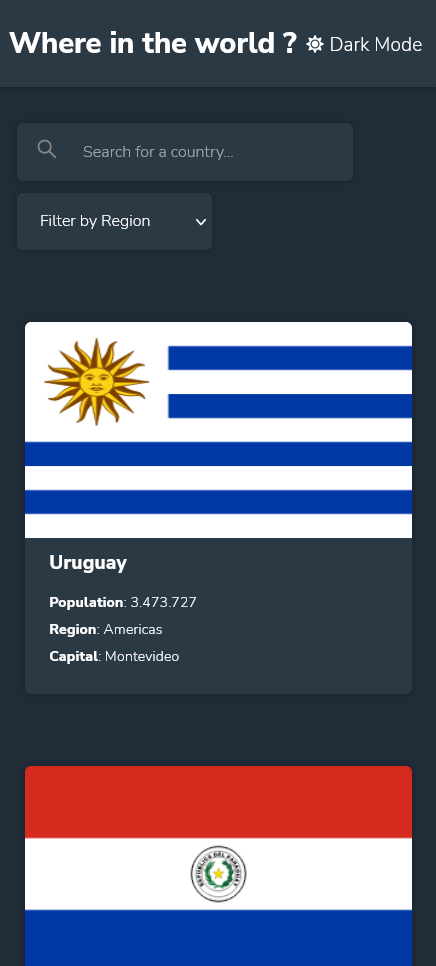 Where in the world ? Dark Mode
Search for a country...
Filter by Region
Uruguay
Population: 3.473.727
Region: Americas
Capital: Montevideo
REPÚBLICA DEL PARAGUAY